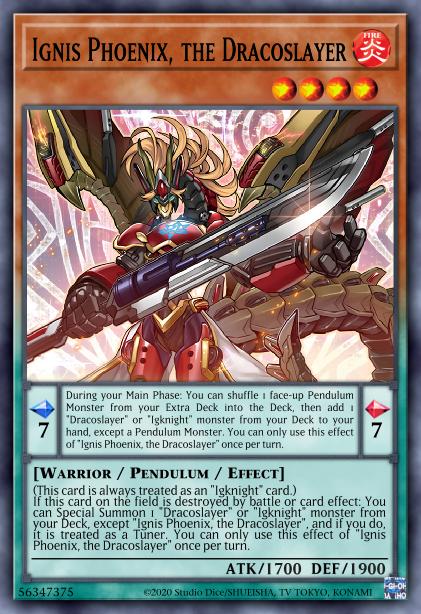 Ignis Phoenix, the Dracoslayer
FIRE
炎
During your Main Phase: You can shuffle 1 face-up Pendulum
Monster from your Extra Deck into the Deck, then add 1
"Dracoslayer" or "Igknight" monster from your Deck to your
hand, except a Pendulum Monster. You can only use this effect
of "Ignis Phoenix, the Dracoslayer" once per turn.
7
7
[Warrior / Pendulum / Effect]
(This card is always treated as an "Igknight" card.)
If this card on the field is destroyed by battle or card effect: You
can Special Summon 1 "Dracoslayer" or "Igknight" monster from
your Deck, except "Ignis Phoenix, the Dracoslayer", and if you do,
it is treated as a Tuner. You can only use this effect of "Ignis
Phoenix, the Dracoslayer" once per turn.
ATK/1700 DEF/1900
56347375
©2020 Studio Dice/SHUEISHA, TV TOKYO, KONAMI